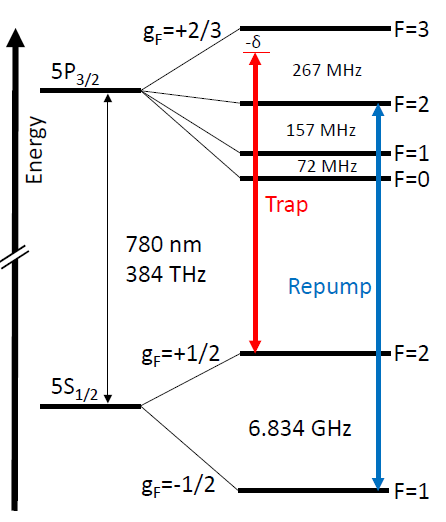 Energy
gF=+2/3
-δ
F=3
5P3/2
267 MHz
F=2
157 MHz
F=1
72 MHz
F=0
Trap
780 nm
384 THz
Repump
gF=+1/2
F=2
5S1/2
6.834 GHz
gF=-1/2
F=1